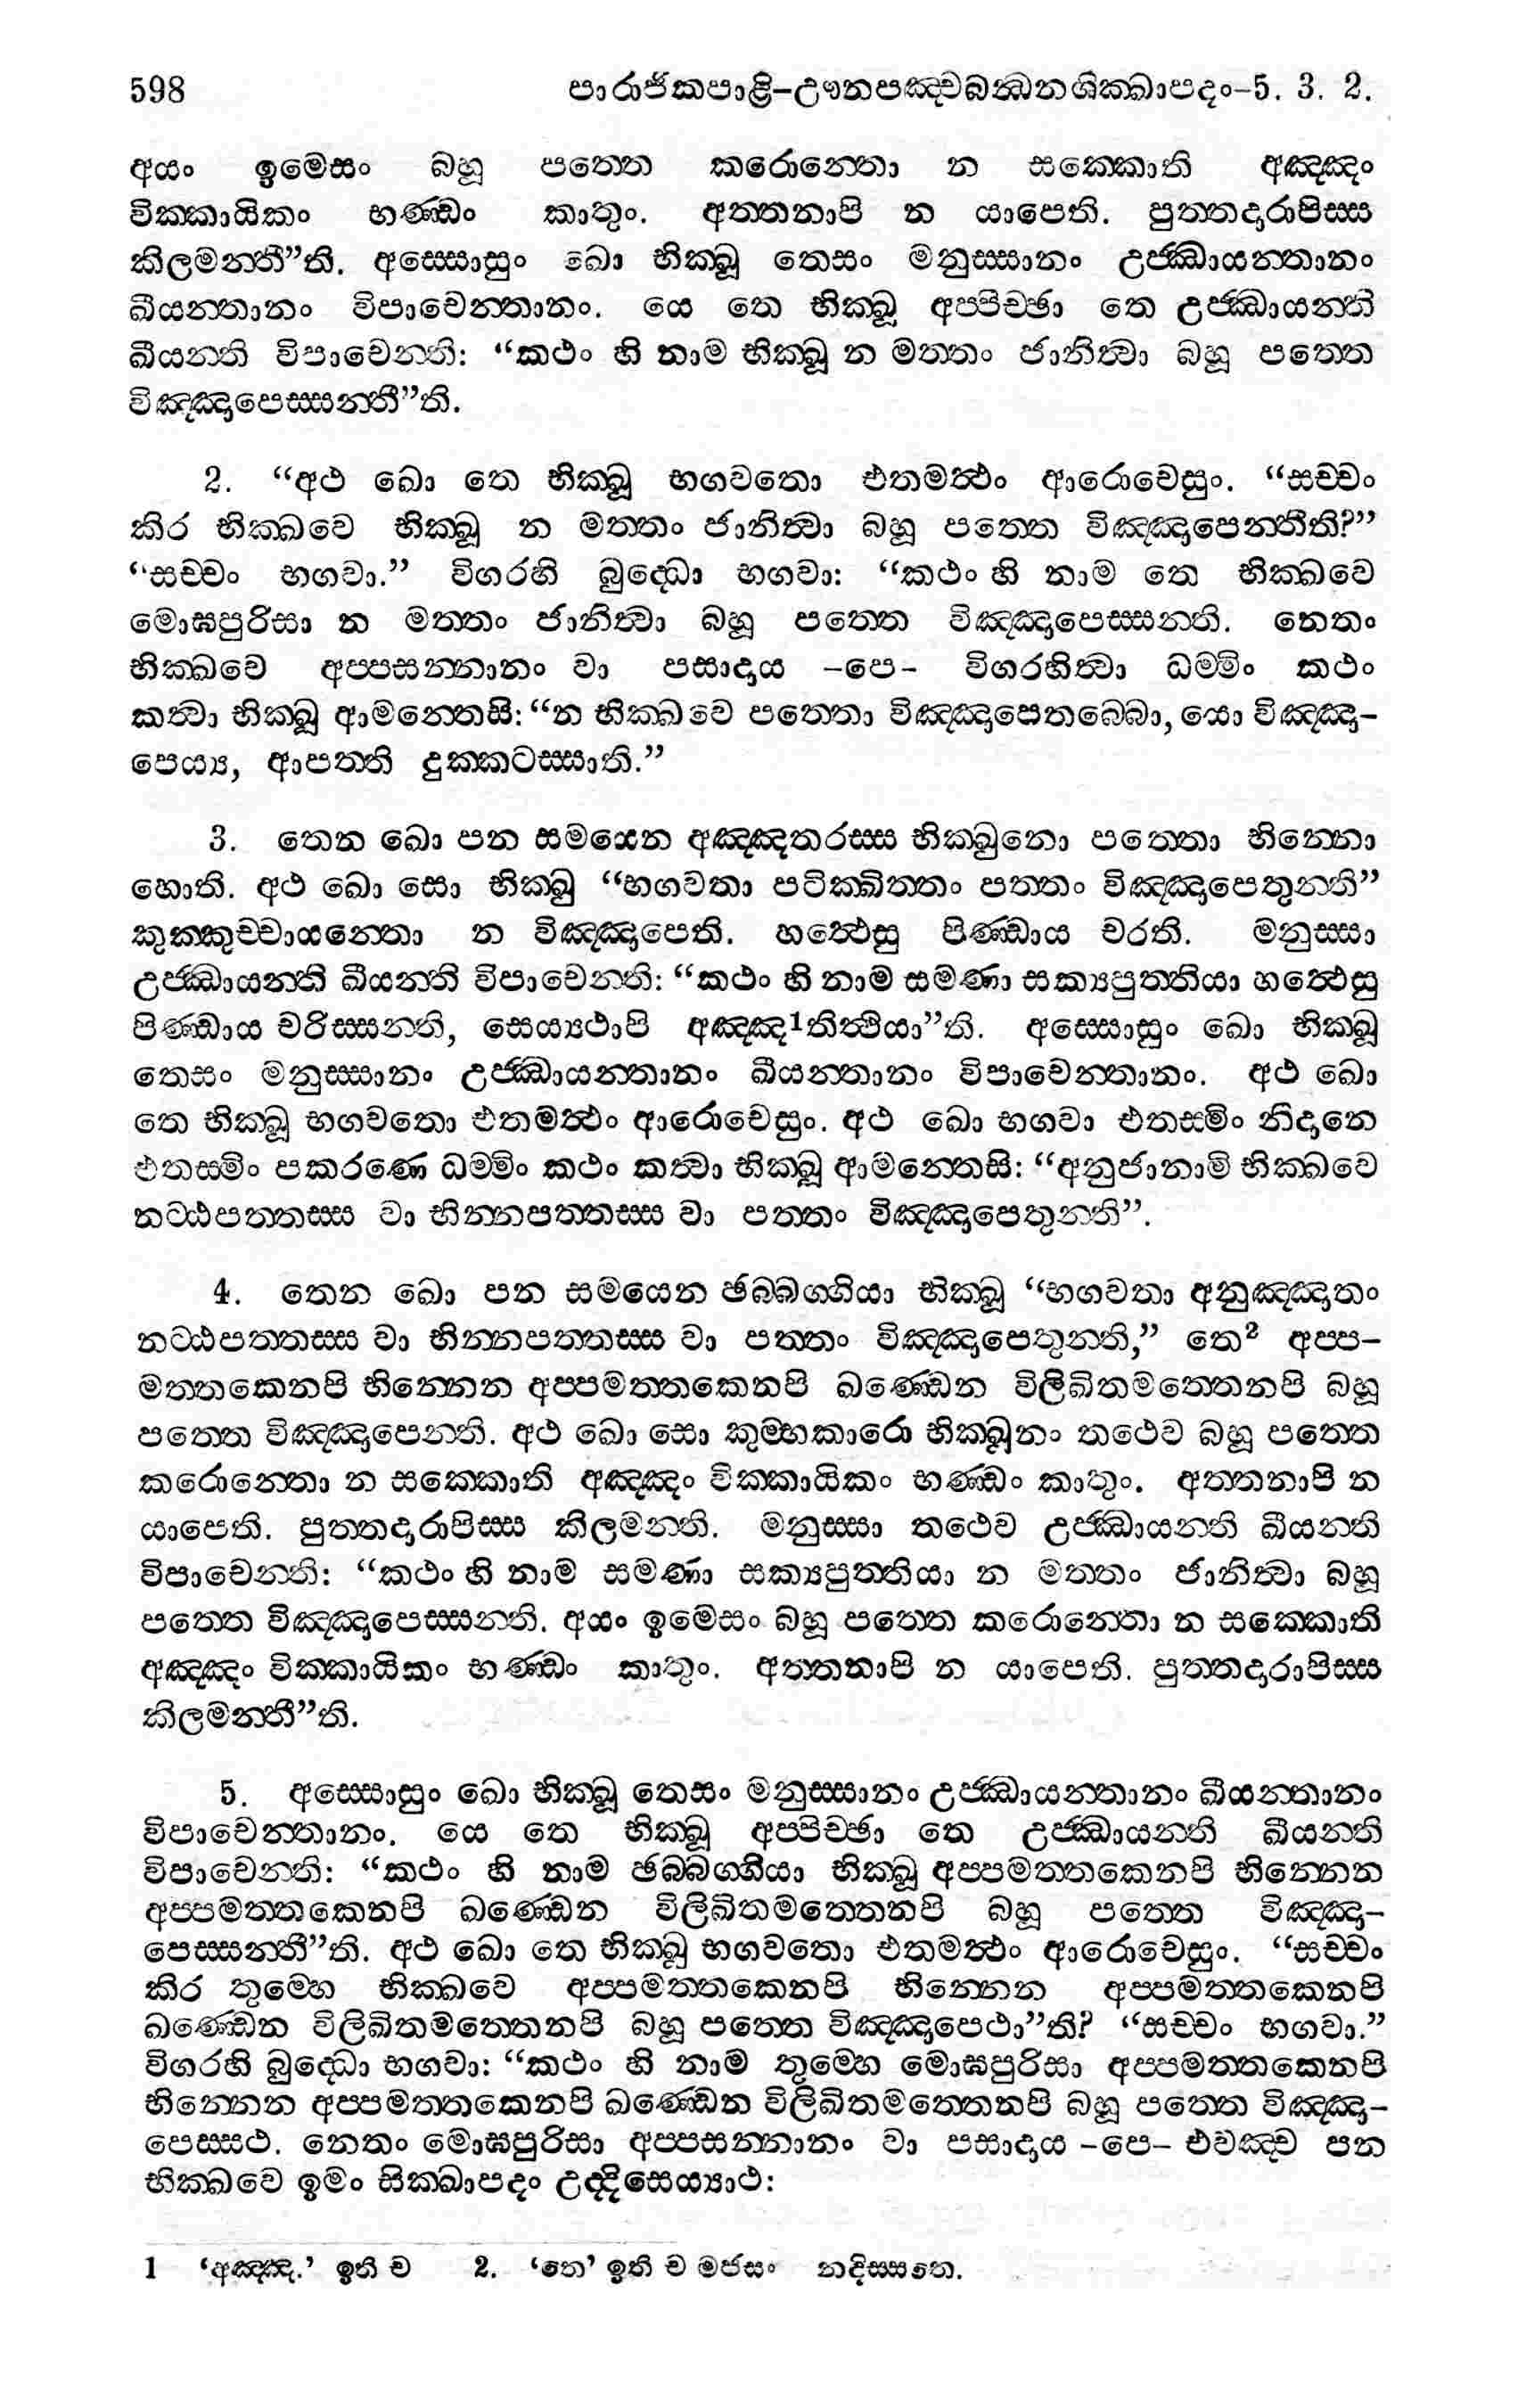 598 පාරාජිකපාළි–ඌනපඤ්චබන්ධනශික්ඛාපදං–5. 3. 2.
අයං ඉමෙසං බහූ පත්තෙ කරොන්තො න සක්කොති අඤ්ඤං
වික්කායිකං භණ්ඩං කාතුං. අත්තනාපි න යාපෙති. පුත්තදාරාපිස්ස
කිලමන්තී”ති. අස්සොසුං ඛො භික්ඛූ තෙසං මනුස්සානං උජ්ඣායන්තානං
ඛීයන්තානං විපාචෙන්තානං. යෙ තෙ භික්ඛූ අප්පිච්ඡා තෙ උජ්ඣායන්ති
ඛීයන්ති විපාචෙන්ති: “කථං හි නාම භික්ඛූ න මත්තං ජානිත්වා බහූ පත්තෙ
විඤ්ඤාපෙස්සන්තී”ති.
2. “අථ ඛො තෙ භික්ඛූ භගවතො එතමත්ථං ආරොචෙසුං. “සච්චං
කිර භික්ඛවෙ භික්ඛූ න මත්තං ජානිත්වා බහූ පත්තෙ විඤ්ඤාපෙන්තීති?”
“සච්චං භගවා.” විගරහි බුද්ධො භගවා: “කථං හි නාම තෙ භික්ඛවෙ
මොඝපුරිසා න මත්තං ජානිත්වා බහූ පත්තෙ විඤ්ඤාපෙස්සන්ති. නෙතං
භික්ඛවෙ අප්පසන්නානං වා පසාදාය –පෙ– විගරහිත්වා ධම්මිං කථං
කත්වා භික්ඛූ ආමන්තෙසි: “න භික්ඛවෙ පත්තො විඤ්ඤාපෙතබ්බො, යො විඤ්ඤා–
පෙය්‍ය, ආපත්ති දුක්කටස්සාති.”
3. තෙන ඛො පන සමයෙන අඤ්ඤතරස්ස භික්ඛුනො පත්තො භින්නො
හොති. අථ ඛො සො භික්ඛු “භගවතා පටික්ඛිත්තං පත්තං විඤ්ඤාපෙතුන්ති”
කුක්කුච්චායන්තො න විඤ්ඤාපෙති. හත්ථෙසු පිණ්ඩාය චරති. මනුස්සා
උජ්ඣායන්ති ඛීයන්ති විපාචෙන්ති: “කථං හි නාම සමණා සක්‍යපුත්තියා හත්ථෙසු
පිණ්ඩාය චරිස්සන්ති, සෙය්‍යථාපි අඤ්ඤ1තිත්ථියා”ති. අස්සොසුං ඛො භික්ඛූ
තෙසං මනුස්සානං උජ්ඣායන්තානං ඛීයන්තානං විපාචෙන්තානං. අථ ඛො
තෙ භික්ඛූ භගවතො එතමත්ථං ආරොචෙසුං. අථ ඛො භගවා එතස්මිං නිදානෙ
එතස්මිං පකරණෙ ධම්මිං කථං කත්වා භික්ඛූ ආමන්තෙසි: “අනුජානාමි භික්ඛවෙ
නට්ඨපත්තස්ස වා භින්නපත්තස්ස වා පත්තං විඤ්ඤාපෙතුන්ති”.
4. තෙන ඛො පන සමයෙන ඡබ්බග්ගියා භික්ඛූ “භගවතා අනුඤ්ඤාතං
නට්ඨපත්තස්ස වා භින්නපත්තස්ස වා පත්තං විඤ්ඤාපෙතුන්ති,” තෙ² අප්ප–
මත්තකෙනපි භින්නෙන අප්පමත්තකෙනපි ඛණ්ඩෙන විලිඛිතමත්තෙනපි බහූ
පත්තෙ විඤ්ඤාපෙන්ති. අථ ඛො සො කුම්භකාරො භික්ඛූනං තථෙව බහූ පත්තෙ
කරොන්තො න සක්කොති අඤ්ඤං වික්කායිකං භණ්ඩං කාතුං. අත්තනාපි න
යාපෙති. පුත්තදාරාපිස්ස කිලමන්ති. මනුස්සා තථෙව උජ්ඣායන්ති ඛීයන්ති
විපාචෙන්ති: “කථං හි නාම සමණා සක්‍යපුත්තියා න මත්තං ජානිත්වා බහූ
පත්තෙ විඤ්ඤාපෙස්සන්ති. අයං ඉමෙසං බහූ පත්තෙ කරොන්තො න සක්කොති
අඤ්ඤං වික්කායිකං භණ්ඩං කාතුං. අත්තනාපි න යාපෙති. පුත්තදාරාපිස්ස
කිලමන්තී”ති.
5. අස්සොසුං ඛො භික්ඛූ තෙසං මනුස්සානං උජ්ඣායන්තානං ඛීයන්තානං
විපාචෙන්තානං. යෙ තෙ භික්ඛූ අප්පිච්ඡා තෙ උජ්ඣායන්ති ඛීයන්ති
විපාචෙන්ති: “කථං හි නාම ඡබ්බග්ගියා භික්ඛූ අප්පමත්තකෙනපි භින්නෙන
අප්පමත්තකෙනපි ඛණ්ඩෙන විලිඛිතමත්තෙනපි බහූ පත්තෙ විඤ්ඤා–
පෙස්සන්තී”ති. අථ ඛො තෙ භික්ඛූ භගවතො එතමත්ථං ආරොචෙසුං. “සච්චං
කිර තුම්හෙ භික්ඛවෙ අප්පමත්තකෙනපි භින්නෙන අප්පමත්තකෙනපි
ඛණ්ඩෙන විලිඛිතමත්තෙනපි බහූ පත්තෙ විඤ්ඤාපෙථා”ති? “සච්චං භගවා.”
විගරහි බුද්ධො භගවා: “කථං හි නාම තුම්හෙ මොඝපුරිසා අප්පමත්තකෙනපි
භින්නෙන අප්පමත්තකෙනපි ඛණ්ඩෙන විලිඛිතමත්තෙනපි බහූ පත්තෙ විඤ්ඤා–
පෙස්සථ. නෙතං මොඝපුරිසා අප්පසන්නානං වා පසාදාය –පෙ– එවඤ්ච පන
භික්ඛවෙ ඉමං සික්ඛාපදං උද්දිසෙය්‍යාථ:
1 ‘අඤ්ඤ.’ ඉති ච 2. ‘තෙ’ ඉති ච මජසං නදිස්සතෙ.